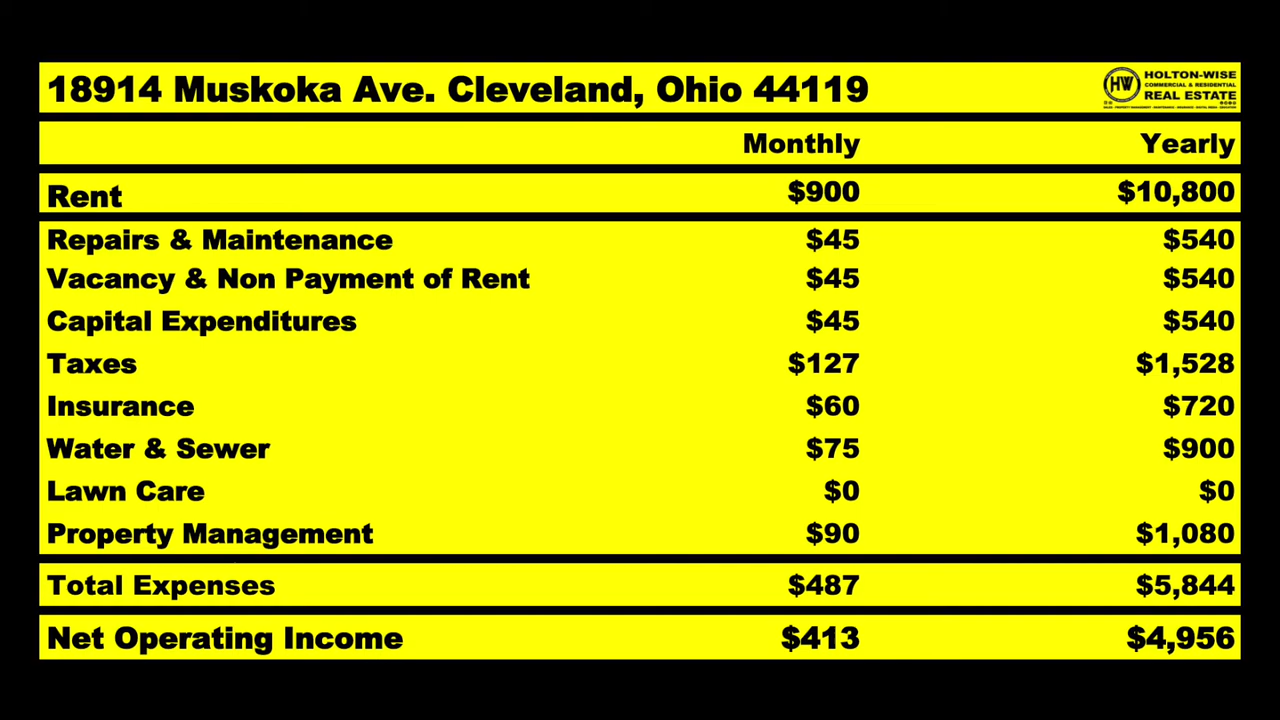 18914 Muskoka Ave. Cleveland, Ohio 44119
HW
HOLTON-WISE
COMMERCIAL & RESIDENTIAL
REAL ESTATE
Monthly Yearly
Rent $900 $10,800
Repairs & Maintenance $45 $540
Vacancy & Non Payment of Rent $45 $540
Capital Expenditures $45 $540
Taxes $127 $1,528
Insurance $60 $720
Water & Sewer $75 $900
Lawn Care $0 $0
Property Management $90 $1,080
Total Expenses $487 $5,844
Net Operating Income $413 $4,956